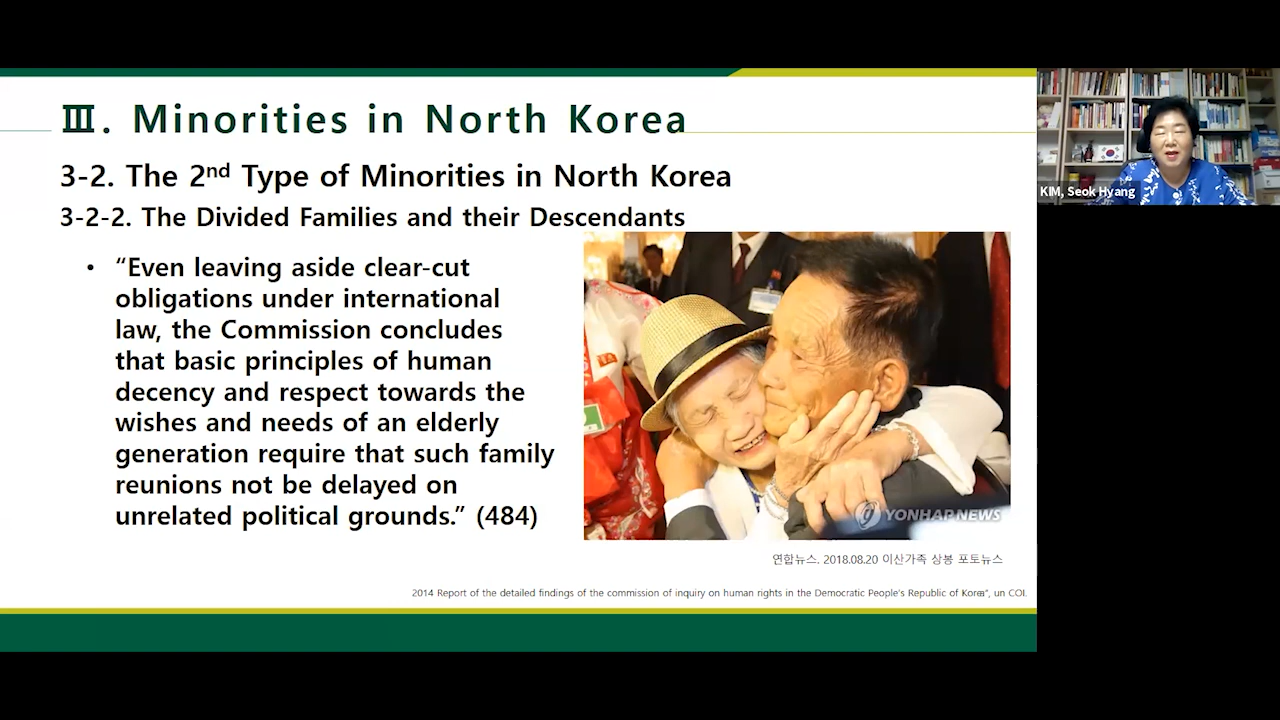 Ⅲ. Minorities in North Korea
3-2. The 2nd Type of Minorities in North Korea
3-2-2. The Divided Families and their Descendants
• “Even leaving aside clear-cut
obligations under international
law, the Commission concludes
that basic principles of human
decency and respect towards the
wishes and needs of an elderly
generation require that such family
reunions not be delayed on
unrelated political grounds.” (484)
YONHAP NEWS
연합뉴스. 2018.08.20 이산가족 상봉 포토뉴스
2014 Report of the detailed findings of the commission of inquiry on human rights in the Democratic People's Republic of Korea”, un COI.
KIM, Seok Hyang